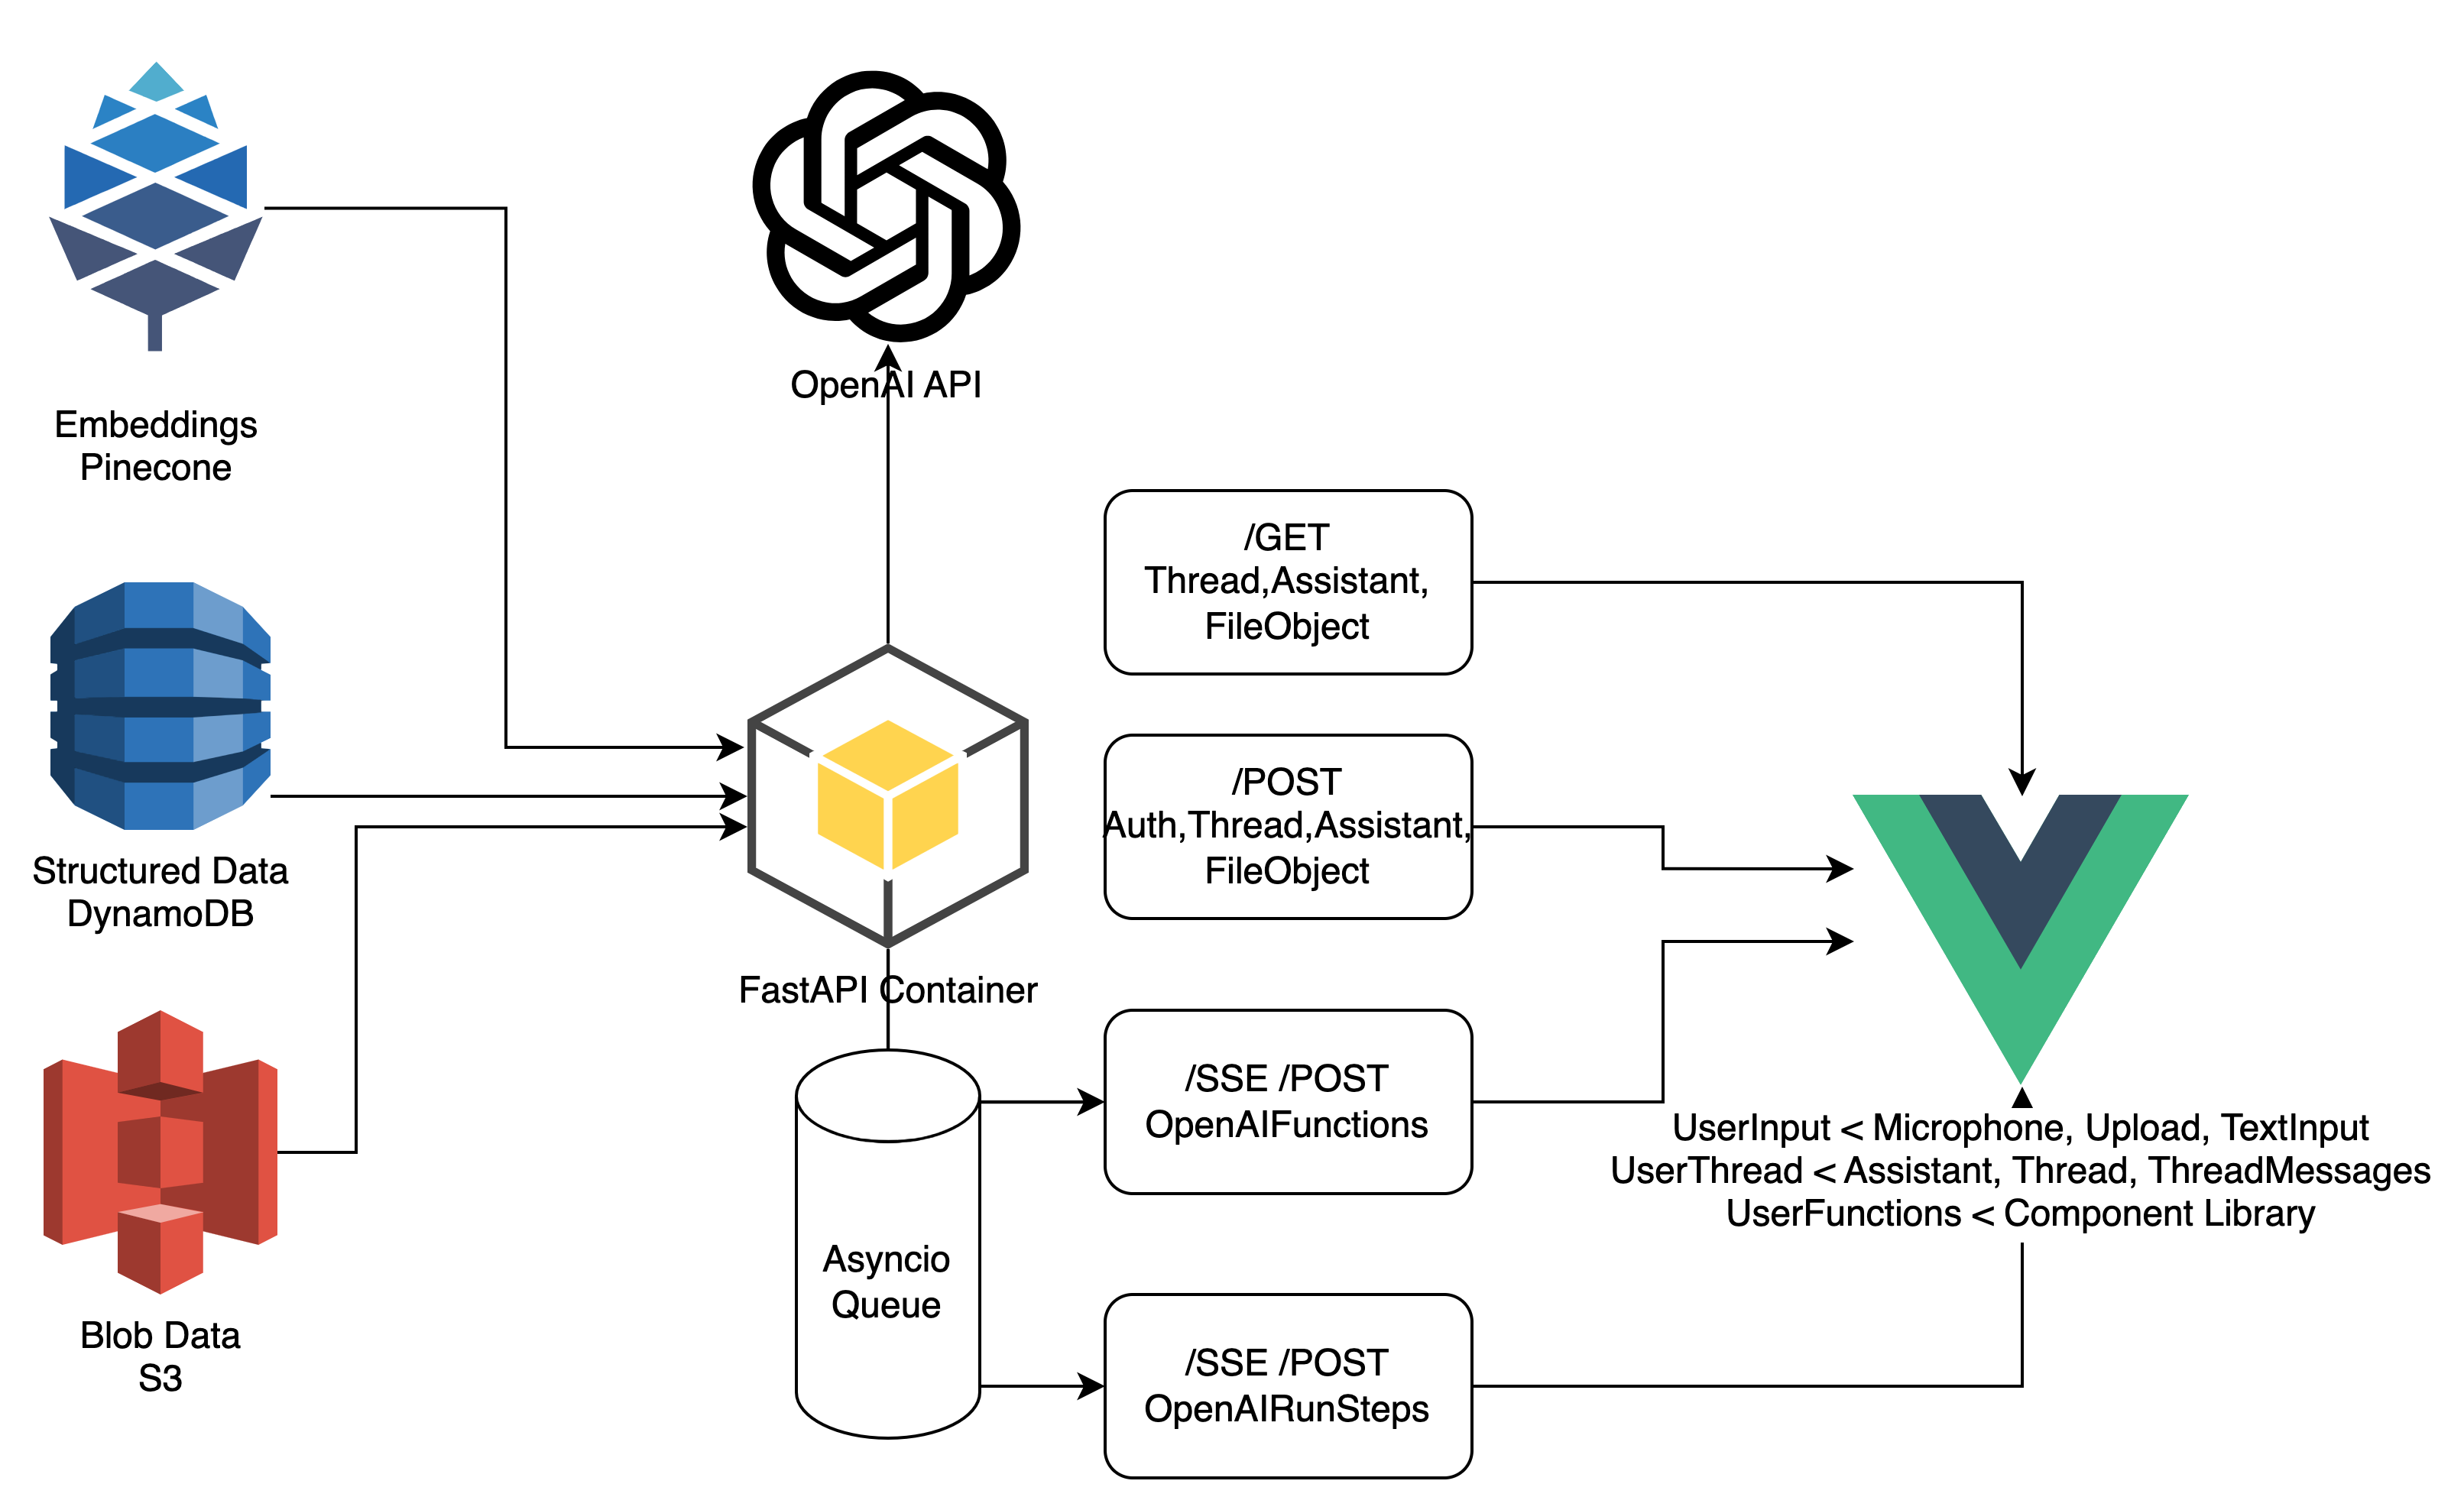 OpenAI API
Embeddings
Pinecone
/GET
Thread,Assistant,
FileObject
/POST
Auth,Thread,Assistant,
FileObject
Structured Data
DynamoDB
FastAPI Container
/SSE /POST
OpenAIFunctions
UserInput < Microphone, Upload, TextInput
UserThread < Assistant, Thread, ThreadMessages
UserFunctions < Component Library
Asyncio
Queue
Blob Data
S3
/SSE /POST
OpenAIRunSteps